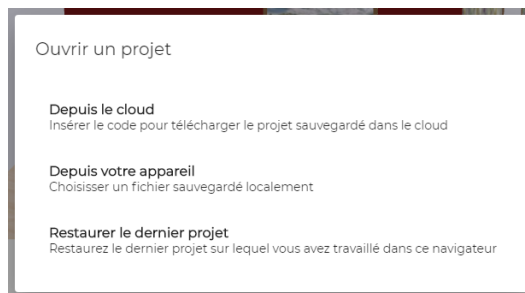 Ouvrir un projet
Depuis le cloud
Insérer le code pour télécharger le projet sauvegardé dans le cloud
Depuis votre appareil
Choisisser un fichier sauvegardé localement
Restaurer le dernier projet
Restaurez le dernier projet sur lequel vous avez travaillé dans ce navigateur